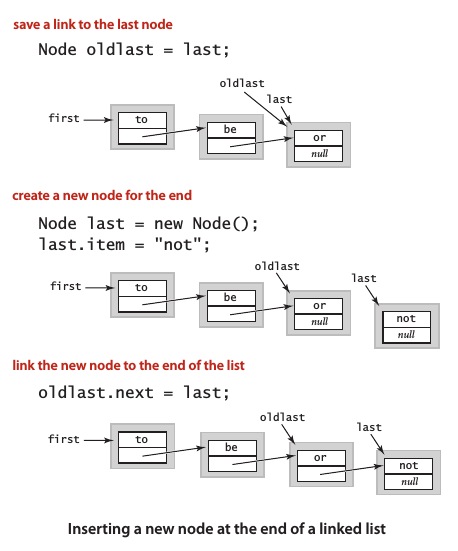 save a link to the last node
Node oldlast = last;
oldlast
last
first
to
be
or
null
create a new node for the end
Node last = new Node();
last.item = "not";
oldlast
last
first
to
be
or
null
not
null
link the new node to the end of the list
oldlast.next = last;
oldlast
last
first
to
be
or
not
null
Inserting a new node at the end of a linked list